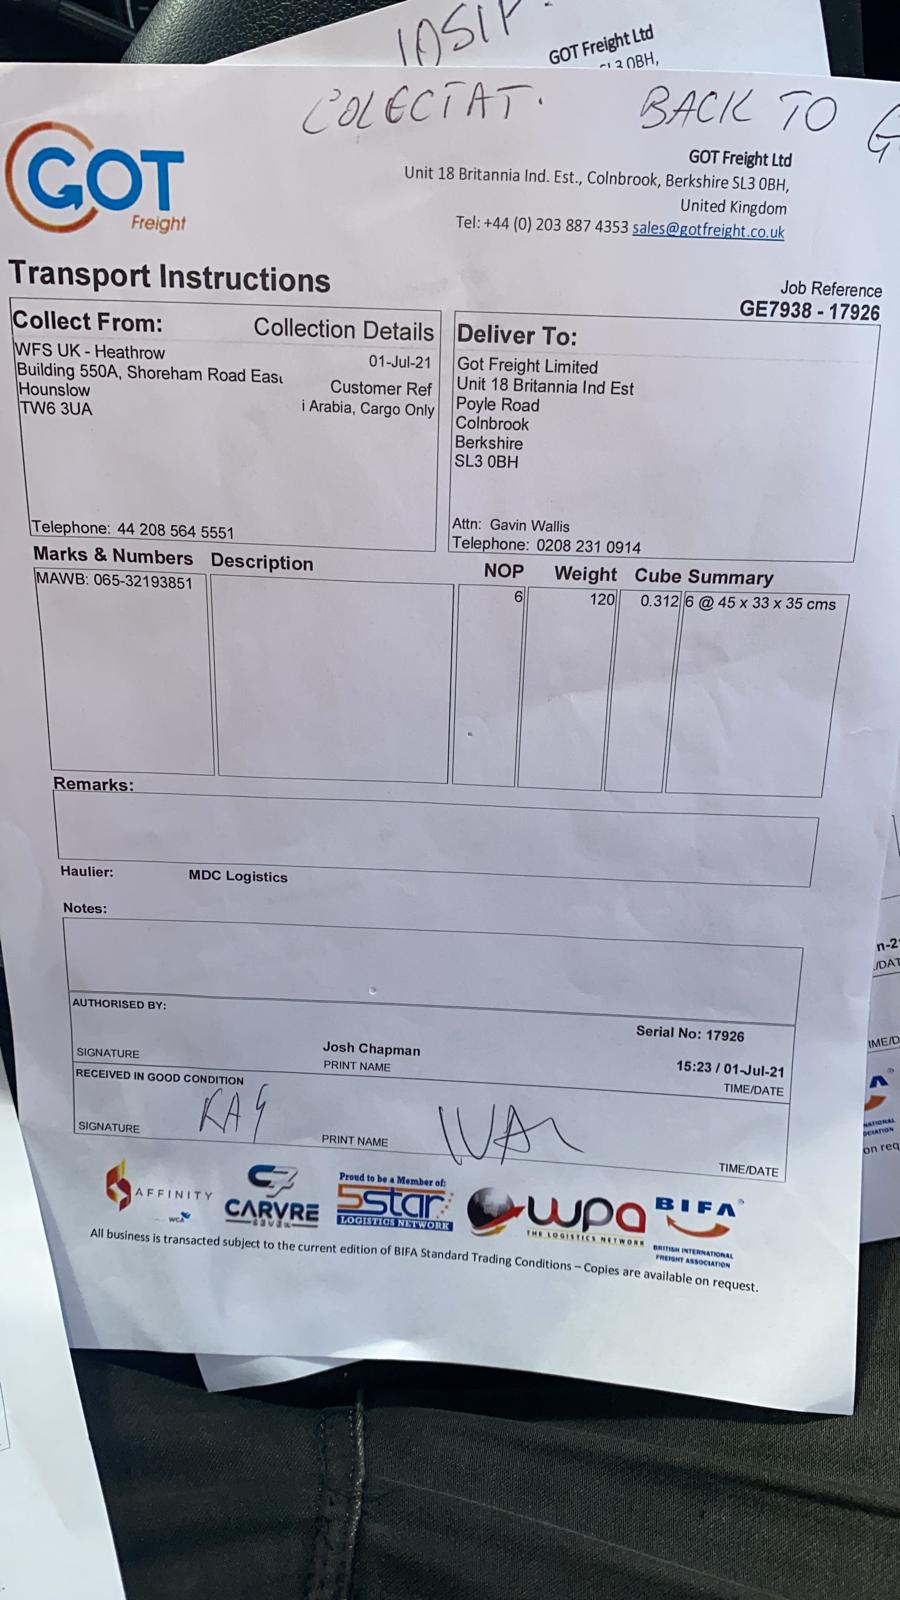 IOSIF.
GOT Freight Ltd
SL3 0BH,
COLECTAT. BACK TO G
GOT
Freight
GOT Freight Ltd
Unit 18 Britannia Ind. Est., Colnbrook, Berkshire SL3 0BH,
United Kingdom
Tel: +44 (0) 203 887 4353 sales@gotfreight.co.uk
Transport Instructions
Job Reference
GE7938 - 17926
Collect From: Collection Details
WFS UK - Heathrow
01-Jul-21
Building 550A, Shoreham Road East
Customer Ref
Hounslow
i Arabia, Cargo Only
TW6 3UA
Telephone: 44 208 564 5551
Deliver To:
Got Freight Limited
Unit 18 Britannia Ind Est
Poyle Road
Colnbrook
Berkshire
SL3 0BH
Attn: Gavin Wallis
Telephone: 0208 231 0914
Marks & Numbers Description NOP Weight Cube Summary
MAWB: 065-32193851 6 120 0.312 6 @ 45 x 33 x 35 cms
Remarks:
Haulier: MDC Logistics
Notes:
AUTHORISED BY:
Serial No: 17926
Josh Chapman
15:23 / 01-Jul-21
SIGNATURE PRINT NAME TIME/DATE
RECEIVED IN GOOD CONDITION
SIGNATURE PRINT NAME TIME/DATE
AFFINITY
WCA
CARVRE
SEVEN
Proud to be a Member of:
5star
LOGISTICS NETWORK
wpa
THE LOGISTICS NETWORK
BIFA
BRITISH INTERNATIONAL
FREIGHT ASSOCIATION
All business is transacted subject to the current edition of BIFA Standard Trading Conditions – Copies are available on request.
n-2
/DAT
IME/D
NATIONAL
OCIATION
on req